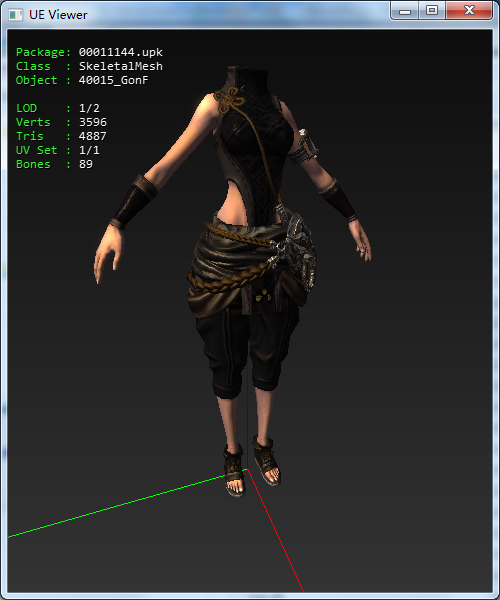 UE Viewer
Package: 00011144.upk
Class  : SkeletalMesh
Object : 40015_GonF
LOD    : 1/2
Verts  : 3596
Tris   : 4887
UV Set : 1/1
Bones  : 89